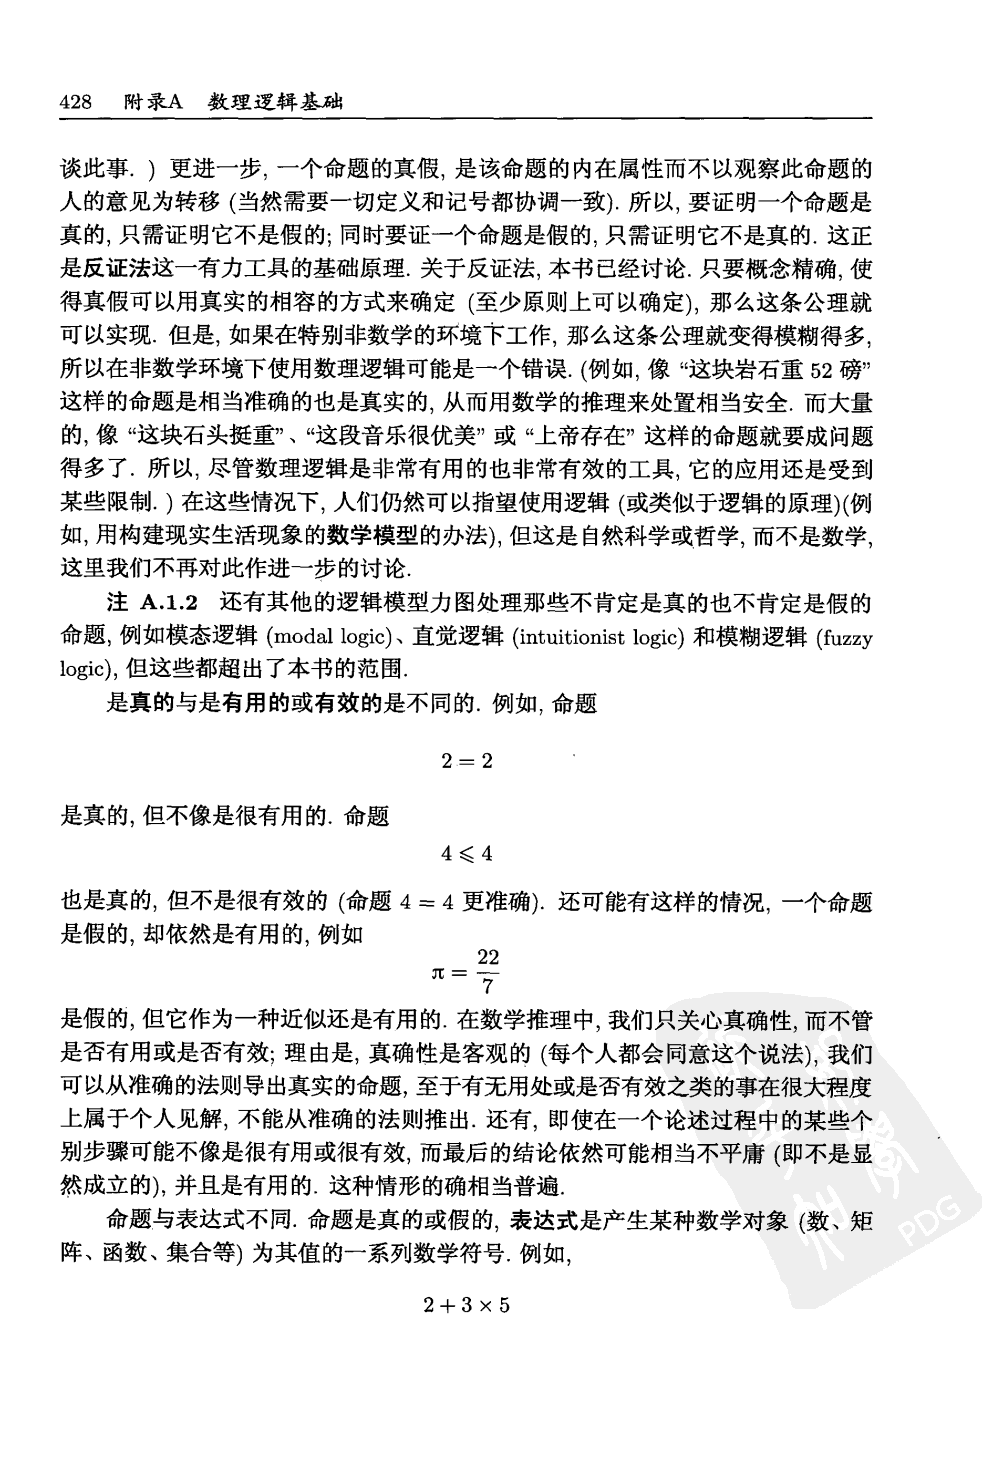 428 附录A 数理逻辑基础
谈此事. ) 更进一步, 一个命题的真假, 是该命题的内在属性而不以观察此命题的
人的意见为转移 (当然需要一切定义和记号都协调一致). 所以, 要证明一个命题是
真的, 只需证明它不是假的; 同时要证一个命题是假的, 只需证明它不是真的. 这正
是反证法这一有力工具的基础原理. 关于反证法, 本书已经讨论. 只要概念精确, 使
得真假可以用真实的相容的方式来确定 (至少原则上可以确定), 那么这条公理就
可以实现. 但是, 如果在特别非数学的环境下工作, 那么这条公理就变得模糊得多,
所以在非数学环境下使用数理逻辑可能是一个错误. (例如, 像 “这块岩石重 52 磅”
这样的命题是相当准确的也是真实的, 从而用数学的推理来处置相当安全. 而大量
的, 像 “这块石头挺重”、“这段音乐很优美” 或 “上帝存在” 这样的命题就要成问题
得多了. 所以, 尽管数理逻辑是非常有用的也非常有效的工具, 它的应用还是受到
某些限制. ) 在这些情况下, 人们仍然可以指望使用逻辑 (或类似于逻辑的原理)(例
如, 用构建现实生活现象的数学模型的办法), 但这是自然科学或哲学, 而不是数学,
这里我们不再对此作进一步的讨论.
注 A.1.2 还有其他的逻辑模型力图处理那些不肯定是真的也不肯定是假的
命题, 例如模态逻辑 (modal logic)、直觉逻辑 (intuitionist logic) 和模糊逻辑 (fuzzy
logic), 但这些都超出了本书的范围.
是真的与是有用的或有效的是不同的. 例如, 命题
2 = 2
是真的, 但不像是很有用的. 命题
4 ⩽ 4
也是真的, 但不是很有效的 (命题 4 = 4 更准确). 还可能有这样的情况, 一个命题
是假的, 却依然是有用的, 例如
π = 22/7
是假的, 但它作为一种近似还是有用的. 在数学推理中, 我们只关心真确性, 而不管
是否有用或是否有效; 理由是, 真确性是客观的 (每个人都会同意这个说法), 我们
可以从准确的法则导出真实的命题, 至于有无用处或是否有效之类的事在很大程度
上属于个人见解, 不能从准确的法则推出. 还有, 即使在一个论述过程中的某些个
别步骤可能不像是很有用或很有效, 而最后的结论依然可能相当不平庸 (即不是显
然成立的), 并且是有用的. 这种情形的确相当普遍.
命题与表达式不同. 命题是真的或假的, 表达式是产生某种数学对象 (数、矩
阵、函数、集合等) 为其值的一系列数学符号. 例如,
PDG
2 + 3 × 5